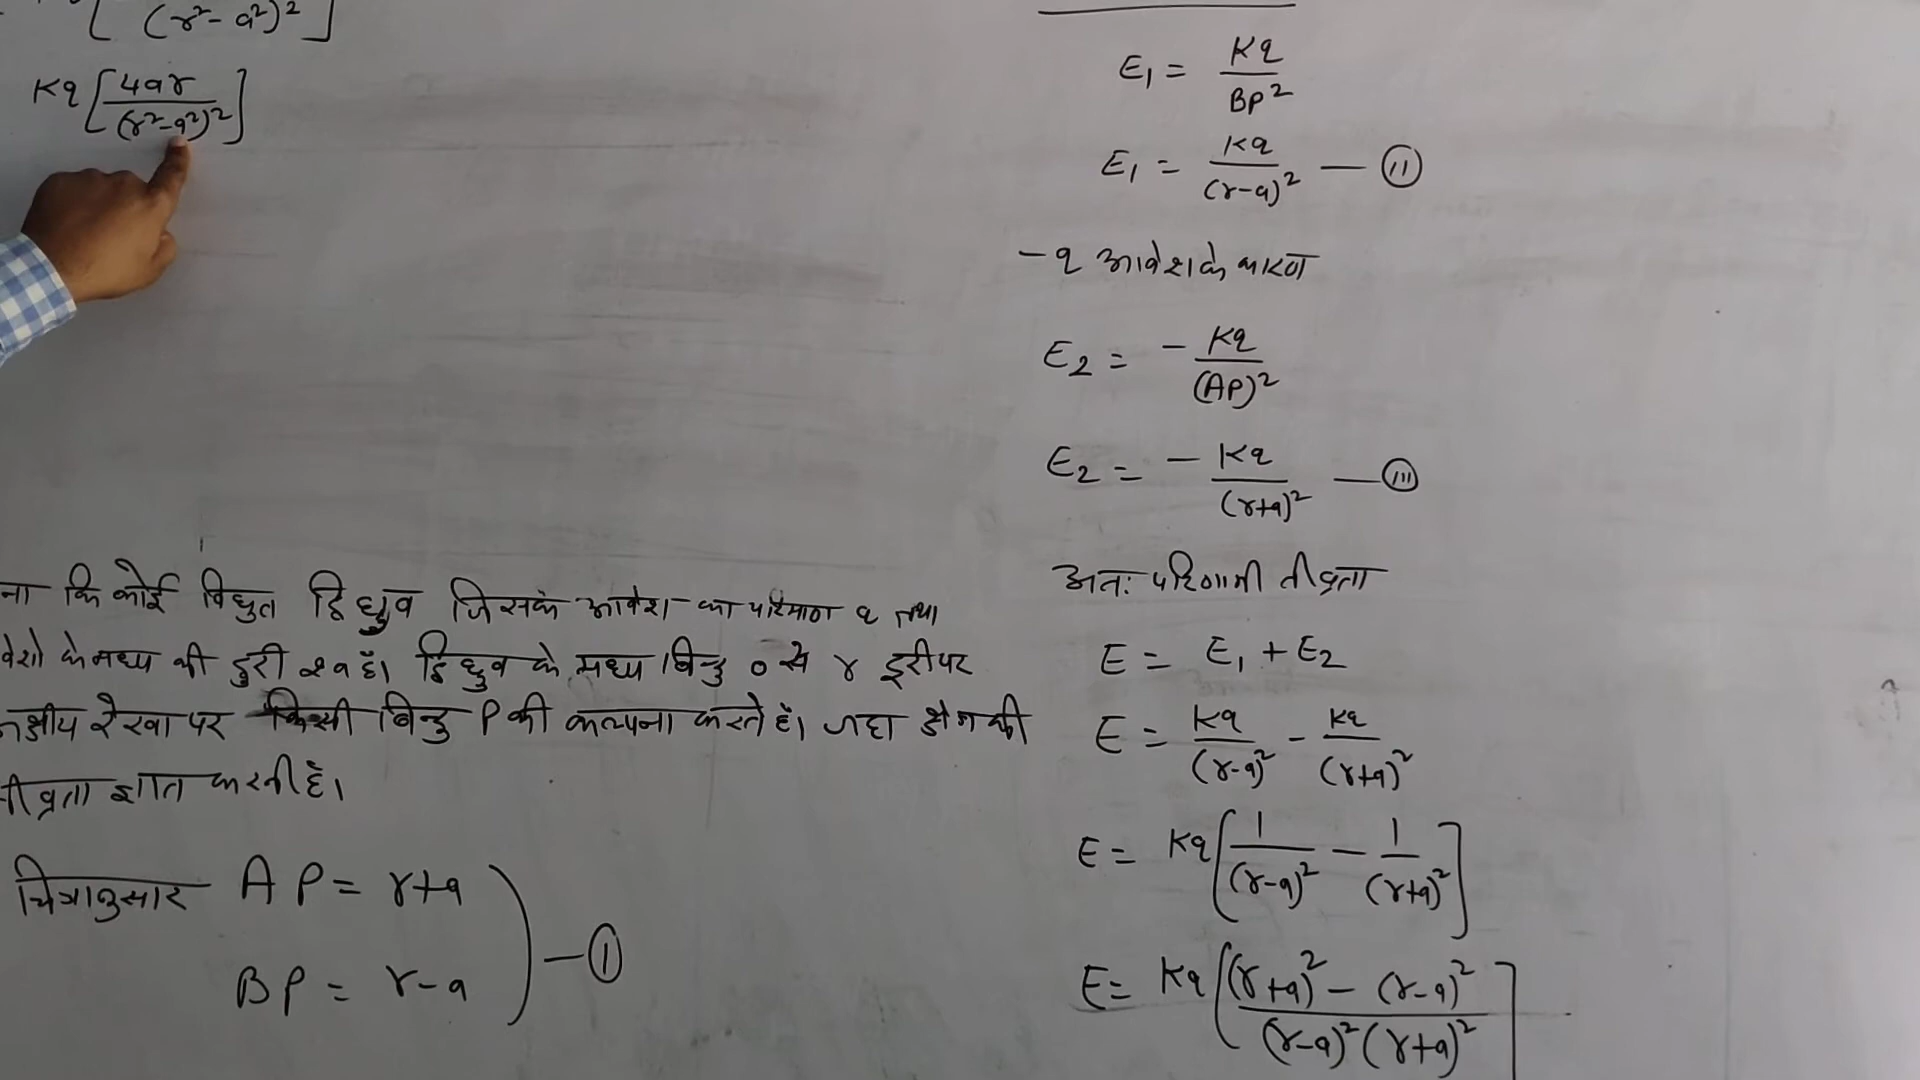 (r²-a²)²
Kq [4ar/(r²-a²)²]
ना कि कोई विधुत द्विध्रुव जिसके आवेश का परिमाण q तथा
वेशो के मध्य की दुरी 2a है। द्विध्रुव के मध्य बिन्दु 0 से r दुरी पर
क्षीय रेखा पर किसी बिन्दु P की कल्पना करते है। जहा क्षेत्र की
तीव्रता ज्ञात करनी है।
चित्रानुसार AP = r+a
BP = r-a
— ①
E₁ = Kq/BP²
E₁ = Kq/(r-a)² — (II)
-q आवेश के कारण
E₂ = - Kq/(AP)²
E₂ = - Kq/(r+a)² — (III)
अतः परिणामी तीव्रता
E = E₁ + E₂
E = Kq/(r-a)² - Kq/(r+a)²
E = Kq [1/(r-a)² - 1/(r+a)²]
E = Kq [(r+a)² - (r-a)²/(r-a)²(r+a)²]